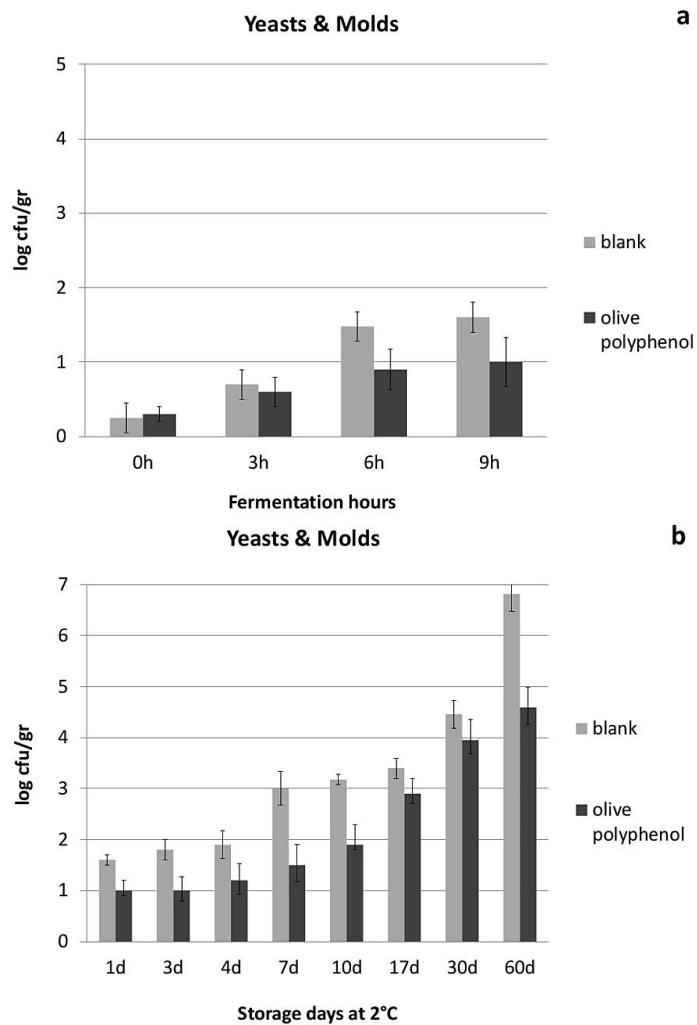 Yeasts & Molds
a
5
4
3
2
1
0
log cfu/gr
0h 3h 6h 9h
Fermentation hours
blank
olive
polyphenol
Yeasts & Molds
b
7
6
5
4
3
2
1
0
log cfu/gr
1d 3d 4d 7d 10d 17d 30d 60d
Storage days at 2°C
blank
olive
polyphenol